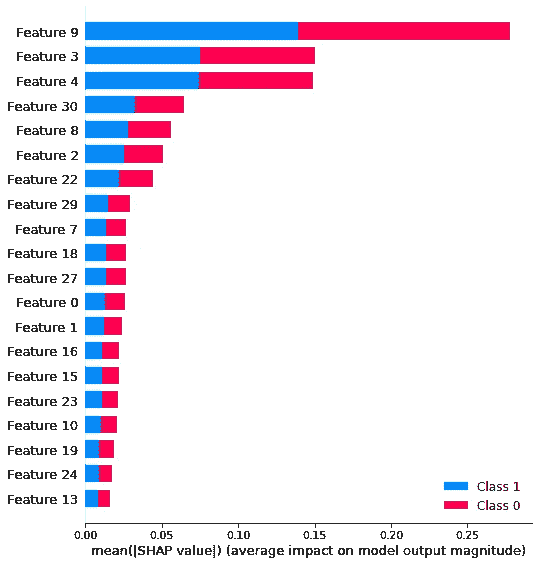 Feature 9
Feature 3
Feature 4
Feature 30
Feature 8
Feature 2
Feature 22
Feature 29
Feature 7
Feature 18
Feature 27
Feature 0
Feature 1
Feature 16
Feature 15
Feature 23
Feature 10
Feature 19
Feature 24
Feature 13
Class 1
Class 0
0.00 0.05 0.10 0.15 0.20 0.25
mean(|SHAP value|) (average impact on model output magnitude)